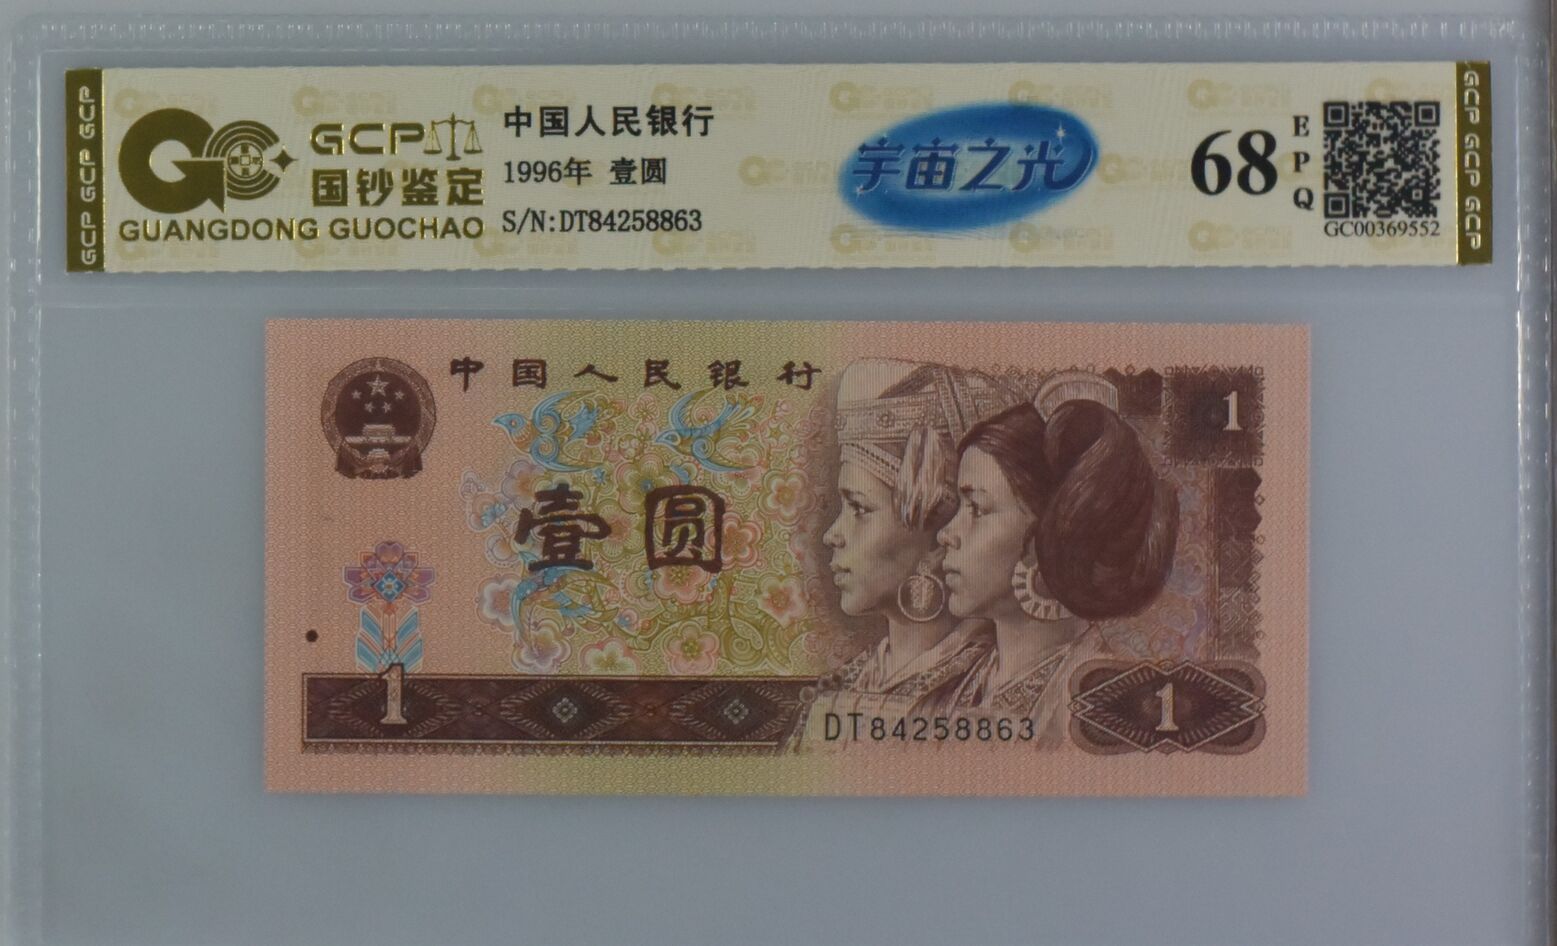 GCP GCP GCP
GCP
国钞鉴定
GUANGDONG GUOCHAO
中国人民银行
1996年 壹圆
S/N:DT84258863
宇宙之光
68
EPQ
GC00369552
GCP GCP GCP
中国人民银行
1
壹圆
1
DT84258863
1